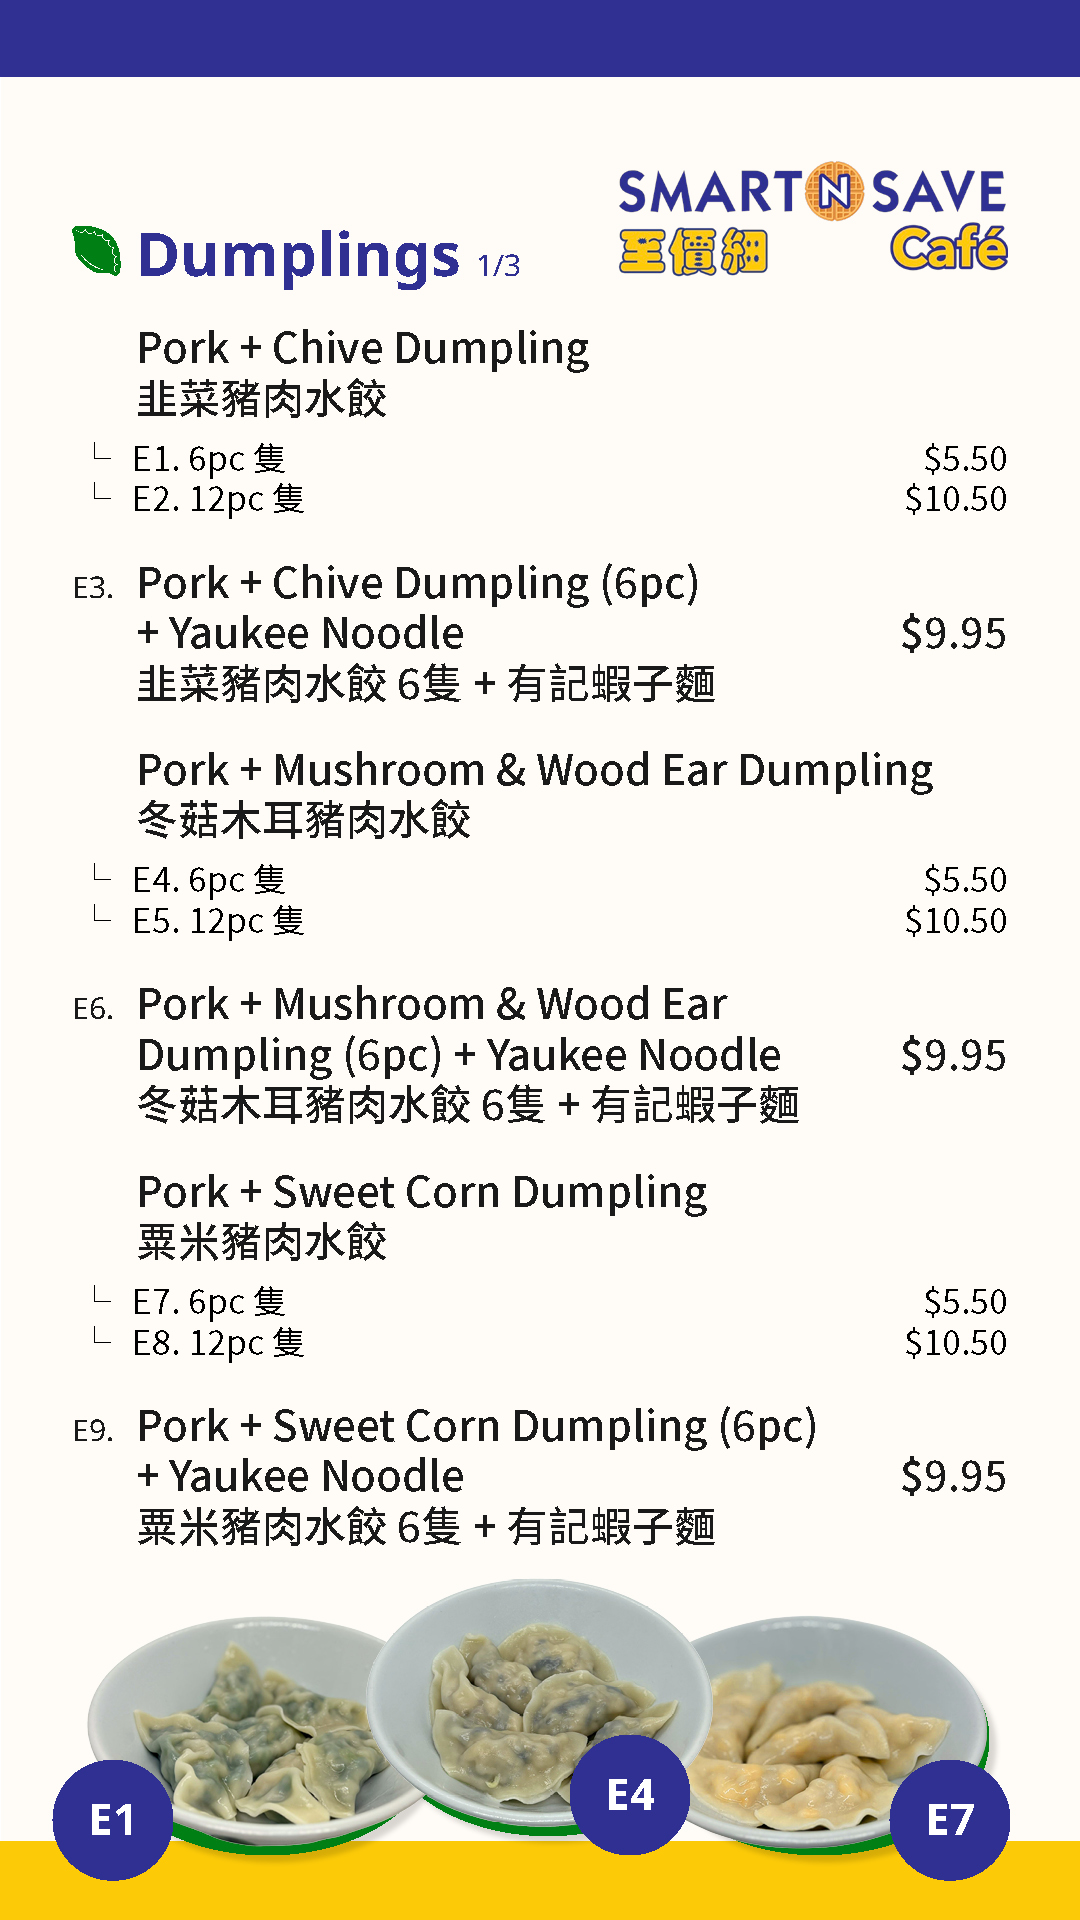 SMART N SAVE
至價細 Café
Dumplings 1/3
Pork + Chive Dumpling
韭菜豬肉水餃
E1. 6pc 隻 $5.50
E2. 12pc 隻 $10.50
E3. Pork + Chive Dumpling (6pc)
+ Yaukee Noodle $9.95
韭菜豬肉水餃 6隻 + 有記蝦子麵
Pork + Mushroom & Wood Ear Dumpling
冬菇木耳豬肉水餃
E4. 6pc 隻 $5.50
E5. 12pc 隻 $10.50
E6. Pork + Mushroom & Wood Ear
Dumpling (6pc) + Yaukee Noodle $9.95
冬菇木耳豬肉水餃 6隻 + 有記蝦子麵
Pork + Sweet Corn Dumpling
粟米豬肉水餃
E7. 6pc 隻 $5.50
E8. 12pc 隻 $10.50
E9. Pork + Sweet Corn Dumpling (6pc)
+ Yaukee Noodle $9.95
粟米豬肉水餃 6隻 + 有記蝦子麵
E1
E4
E7